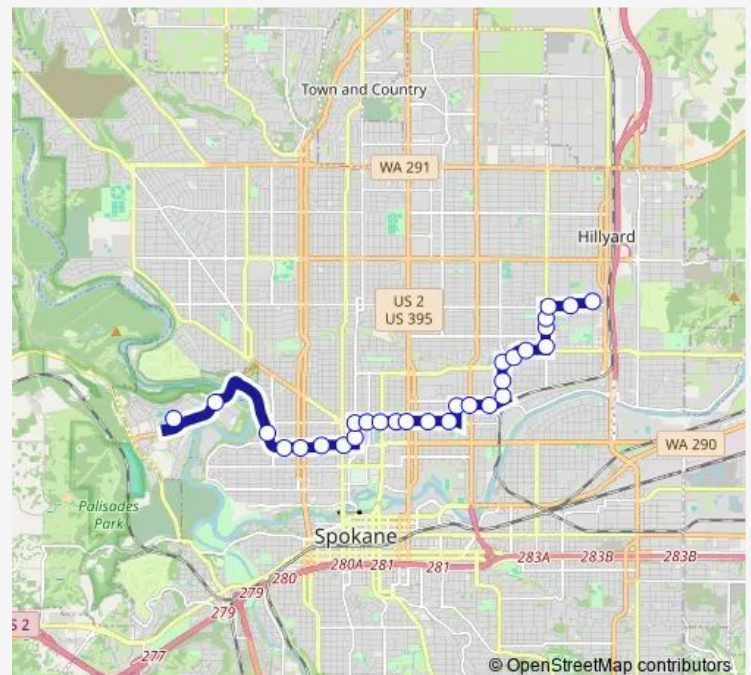 Town and Country
WA 291
Hillyard
US 2
US 395
WA 290
Palisades
Park
Spokane
283A
283B
283B
280A
281
281
280
279
279
S 2
277
© OpenStreetMap contributors